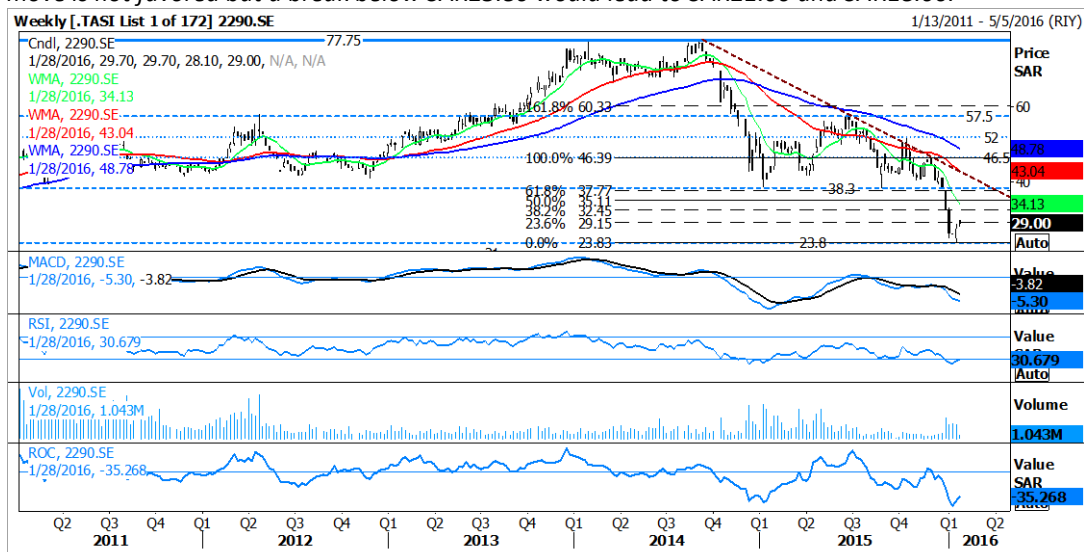 Weekly [.TASI List 1 of 172] 2290.SE 1/13/2011 - 5/5/2016 (RIY)
Cndl, 2290.SE
1/28/2016, 29.70, 29.70, 28.10, 29.00, N/A, N/A
WMA, 2290.SE
1/28/2016, 34.13
WMA, 2290.SE
1/28/2016, 43.04
WMA, 2290.SE
1/28/2016, 48.78
77.75
Price
SAR
161.8% 60.33
60
57.5
52
48.78
100.0% 46.39
46.5
43.04
40
38.3
61.8% 37.77
50.0% 35.11
34.13
38.2% 32.45
23.6% 29.15
29.00
0.0% 23.83
23.8
Auto
MACD, 2290.SE
1/28/2016, -5.30, -3.82
Value
-3.82
-5.30
RSI, 2290.SE
1/28/2016, 30.679
Value
30.679
Auto
Vol, 2290.SE
1/28/2016, 1.043M
Volume
1.043M
ROC, 2290.SE
1/28/2016, -35.268
Value
SAR
-35.268
Q2 Q3 Q4 Q1 Q2 Q3 Q4 Q1 Q2 Q3 Q4 Q1 Q2 Q3 Q4 Q1 Q2 Q3 Q4 Q1 Q2
2011 2012 2013 2014 2015 2016